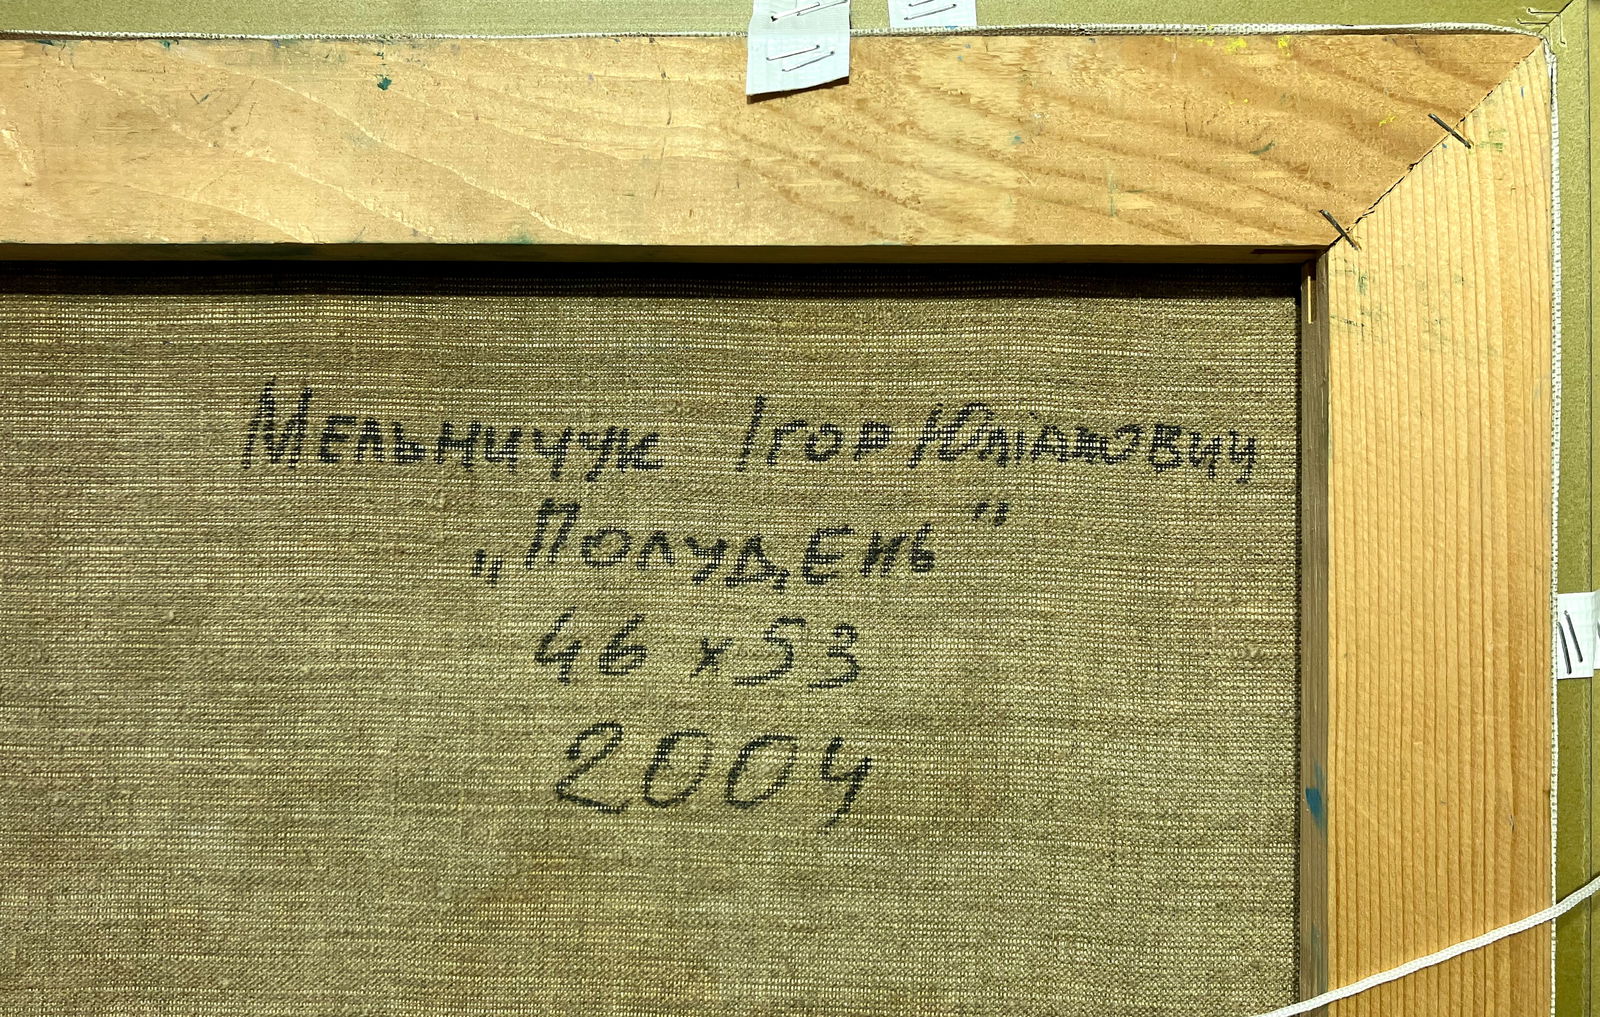 Мельничук Ігор Юліанович
„Полудень"
46 х 53
2004